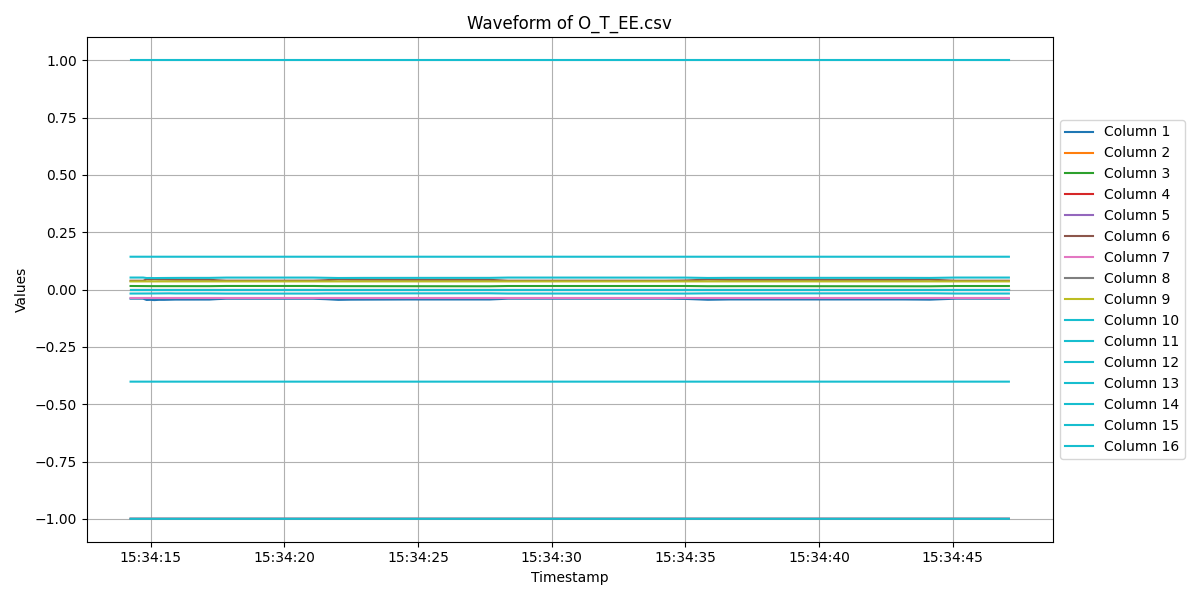 Waveform of O_T_EE.csv
Values
1.00
0.75
0.50
0.25
0.00
−0.25
−0.50
−0.75
−1.00
15:34:15
15:34:20
15:34:25
15:34:30
15:34:35
15:34:40
15:34:45
Timestamp
Column 1
Column 2
Column 3
Column 4
Column 5
Column 6
Column 7
Column 8
Column 9
Column 10
Column 11
Column 12
Column 13
Column 14
Column 15
Column 16